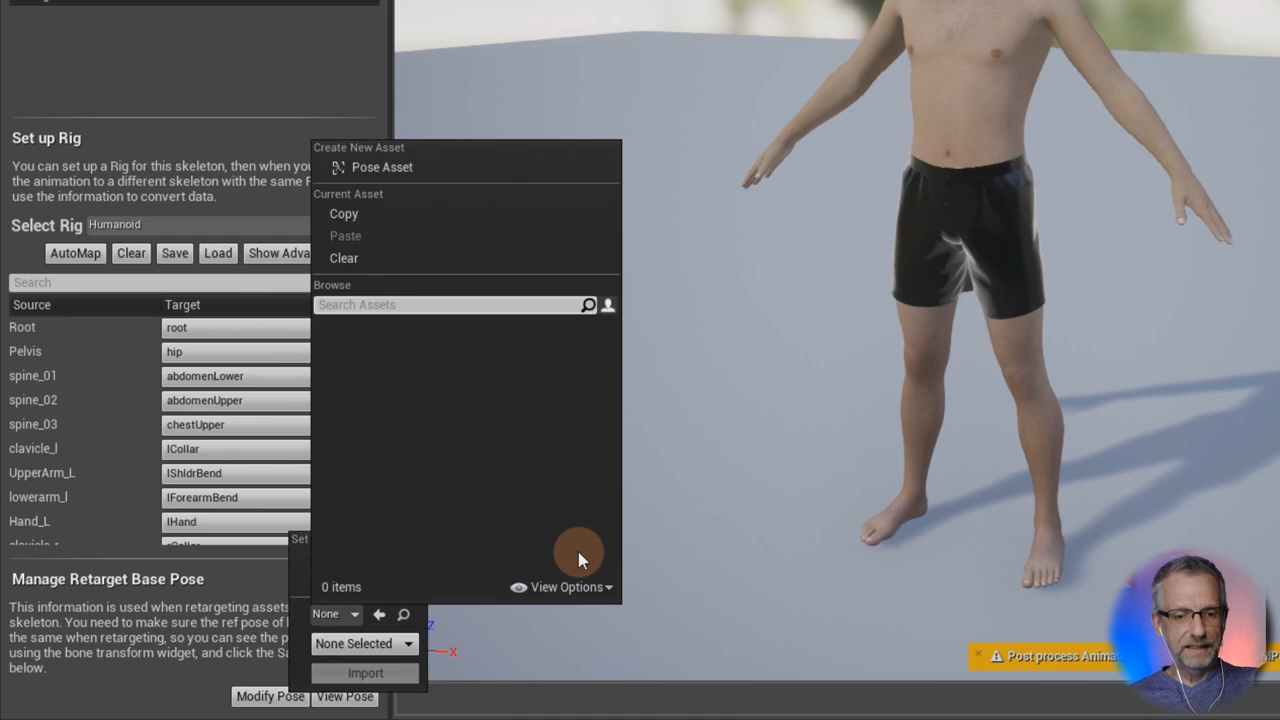 Set up Rig
You can set up a Rig for this skeleton, then when you
the animation to a different skeleton with the same
use the information to convert data.
Select Rig Humanoid
AutoMap Clear Save Load Show Adva
Search
Source Target
Root root
Pelvis hip
spine_01 abdomenLower
spine_02 abdomenUpper
spine_03 chestUpper
clavicle_l lCollar
UpperArm_L lShldrBend
lowerarm_l lForearmBend
Hand_L lHand
clavicle_r rCollar
Manage Retarget Base Pose
This information is used when retargeting assets
skeleton. You need to make sure the ref pose of
the same when retargeting, so you can see the p
using the bone transform widget, and click the Sa
below.
Modify Pose View Pose
Create New Asset
Pose Asset
Current Asset
Copy
Paste
Clear
Browse
Search Assets
0 items View Options
Set
None
None Selected
Import
Z
X
Post process Anima